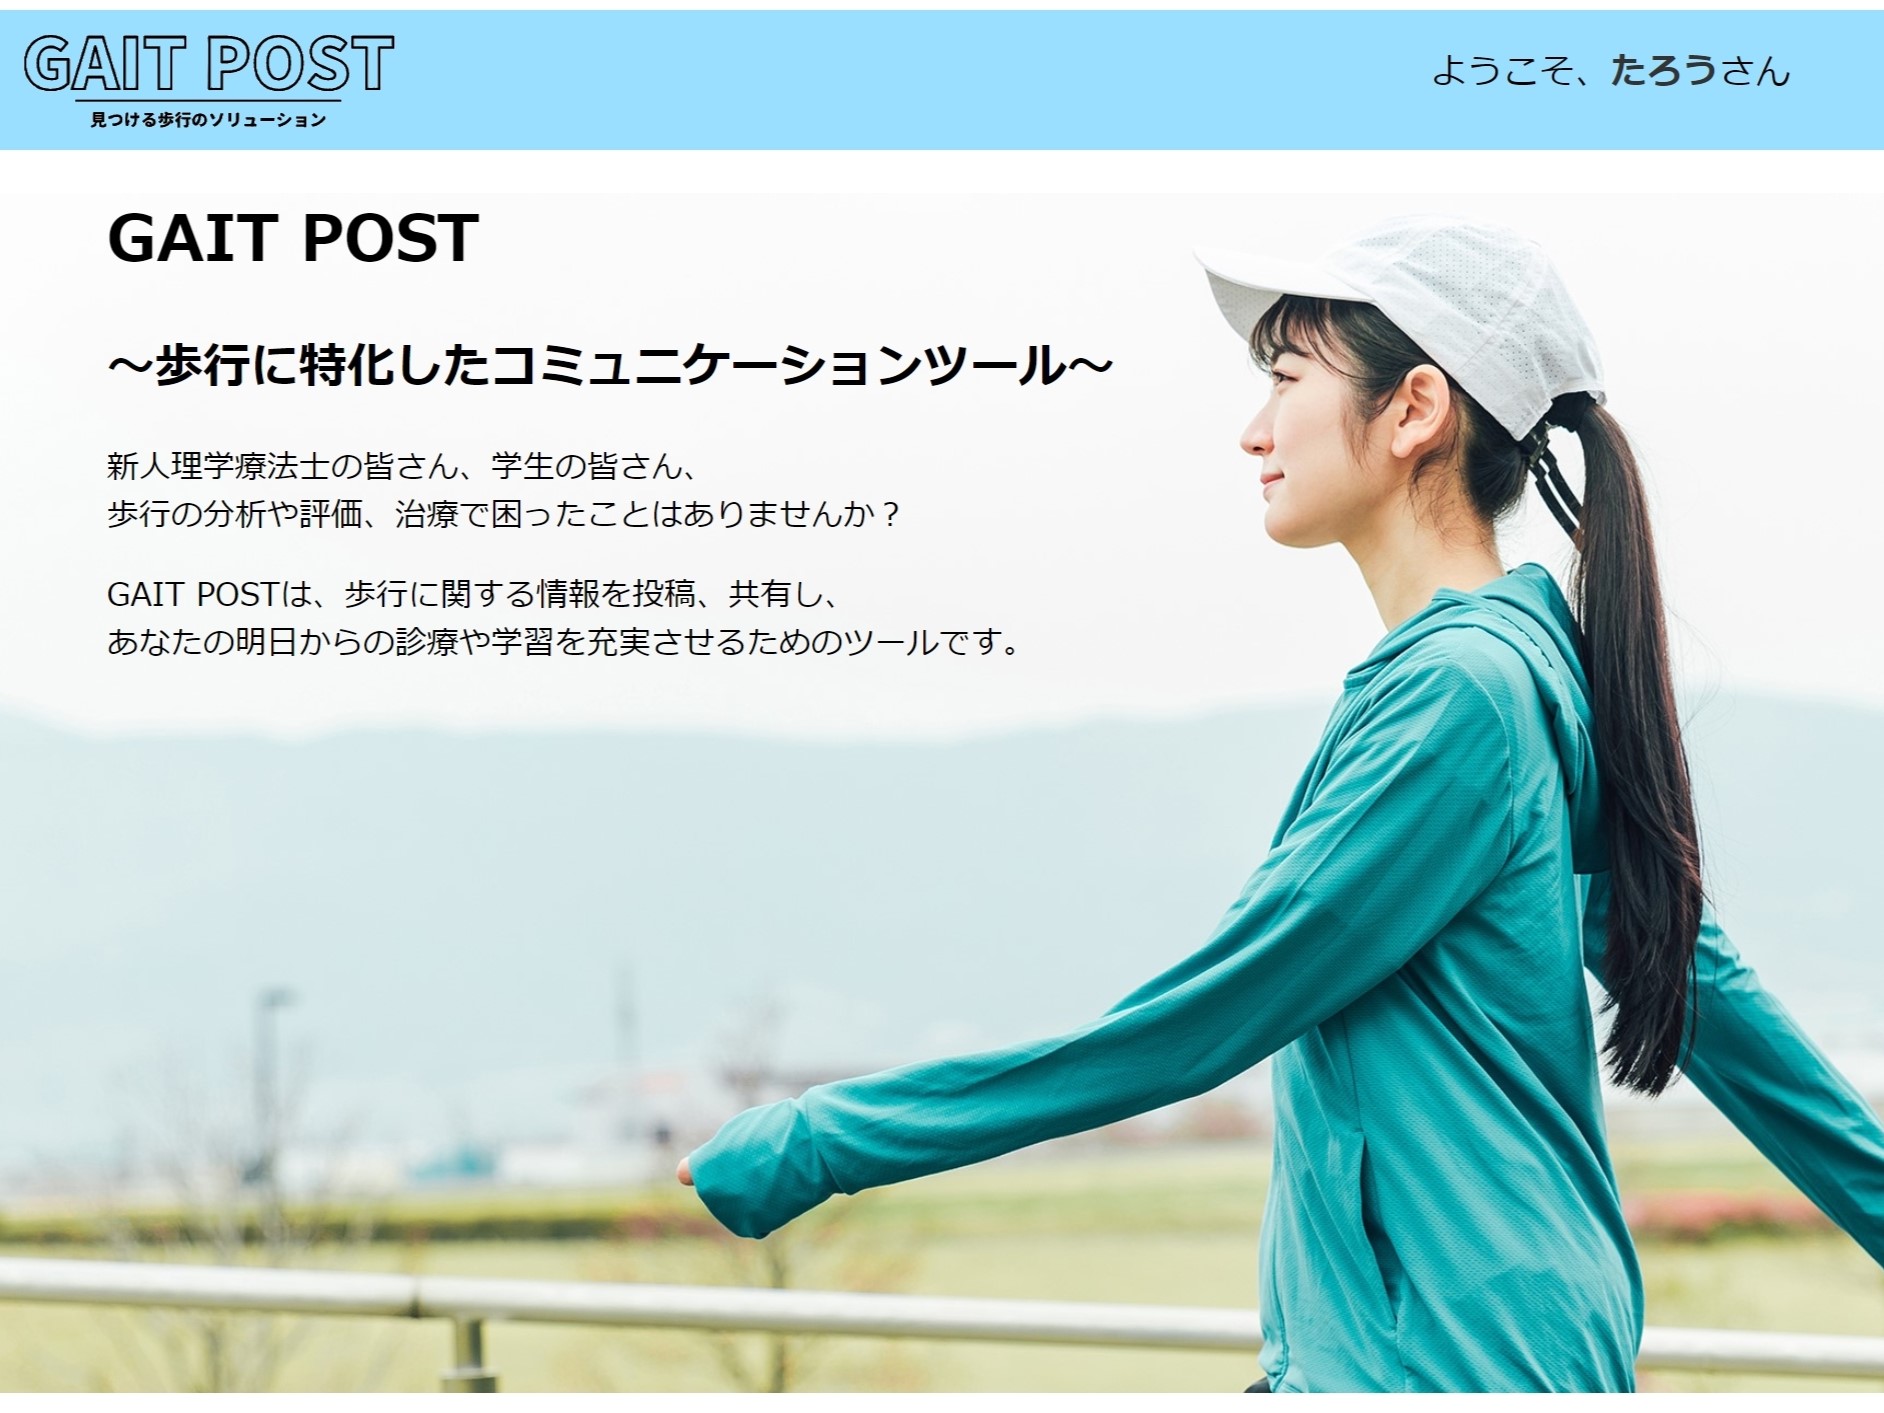 GAIT POST
見つける歩行のソリューション
ようこそ、たろうさん
GAIT POST
～歩行に特化したコミュニケーションツール～
新人理学療法士の皆さん、学生の皆さん、
歩行の分析や評価、治療で困ったことはありませんか？
GAIT POSTは、歩行に関する情報を投稿、共有し、
あなたの明日からの診療や学習を充実させるためのツールです。